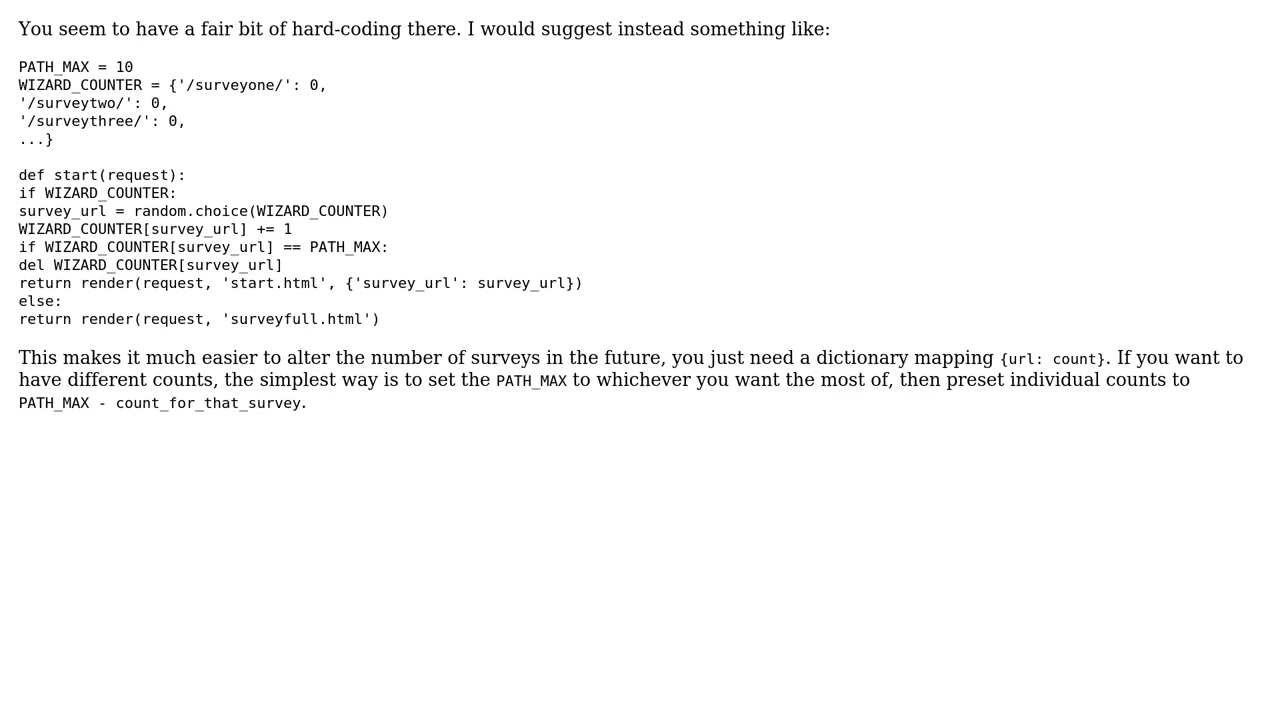 You seem to have a fair bit of hard-coding there. I would suggest instead something like:
PATH_MAX = 10
WIZARD_COUNTER = {'/surveyone/': 0,
'/surveytwo/': 0,
'/surveythree/': 0,
...}
def start(request):
if WIZARD_COUNTER:
survey_url = random.choice(WIZARD_COUNTER)
WIZARD_COUNTER[survey_url] += 1
if WIZARD_COUNTER[survey_url] == PATH_MAX:
del WIZARD_COUNTER[survey_url]
return render(request, 'start.html', {'survey_url': survey_url})
else:
return render(request, 'surveyfull.html')
This makes it much easier to alter the number of surveys in the future, you just need a dictionary mapping {url: count}. If you want to
have different counts, the simplest way is to set the PATH_MAX to whichever you want the most of, then preset individual counts to
PATH_MAX - count_for_that_survey.